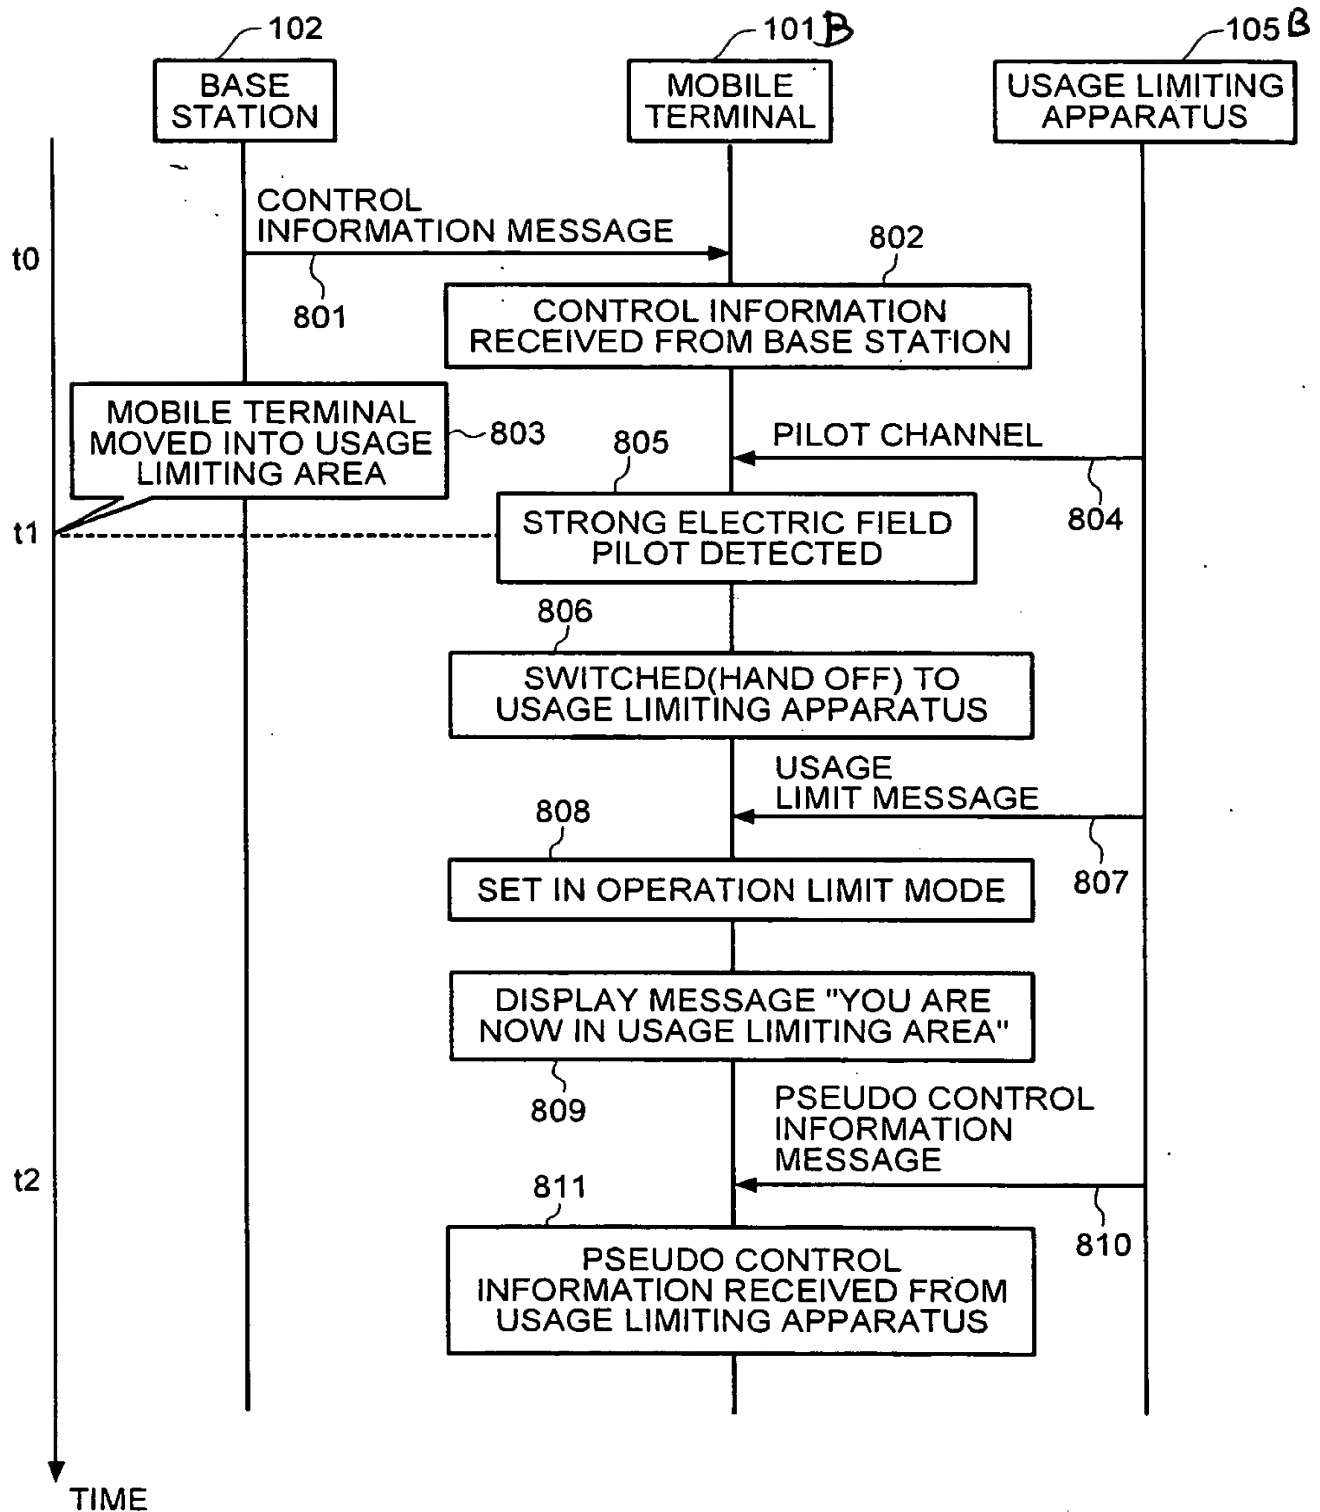 102
BASE
STATION
101B
MOBILE
TERMINAL
105B
USAGE LIMITING
APPARATUS
t0
CONTROL
INFORMATION MESSAGE
801
802
CONTROL INFORMATION
RECEIVED FROM BASE STATION
MOBILE TERMINAL
MOVED INTO USAGE
LIMITING AREA
803
PILOT CHANNEL
804
t1
805
STRONG ELECTRIC FIELD
PILOT DETECTED
806
SWITCHED(HAND OFF) TO
USAGE LIMITING APPARATUS
USAGE
LIMIT MESSAGE
807
808
SET IN OPERATION LIMIT MODE
DISPLAY MESSAGE "YOU ARE
NOW IN USAGE LIMITING AREA"
809
PSEUDO CONTROL
INFORMATION
MESSAGE
810
t2
811
PSEUDO CONTROL
INFORMATION RECEIVED FROM
USAGE LIMITING APPARATUS
TIME